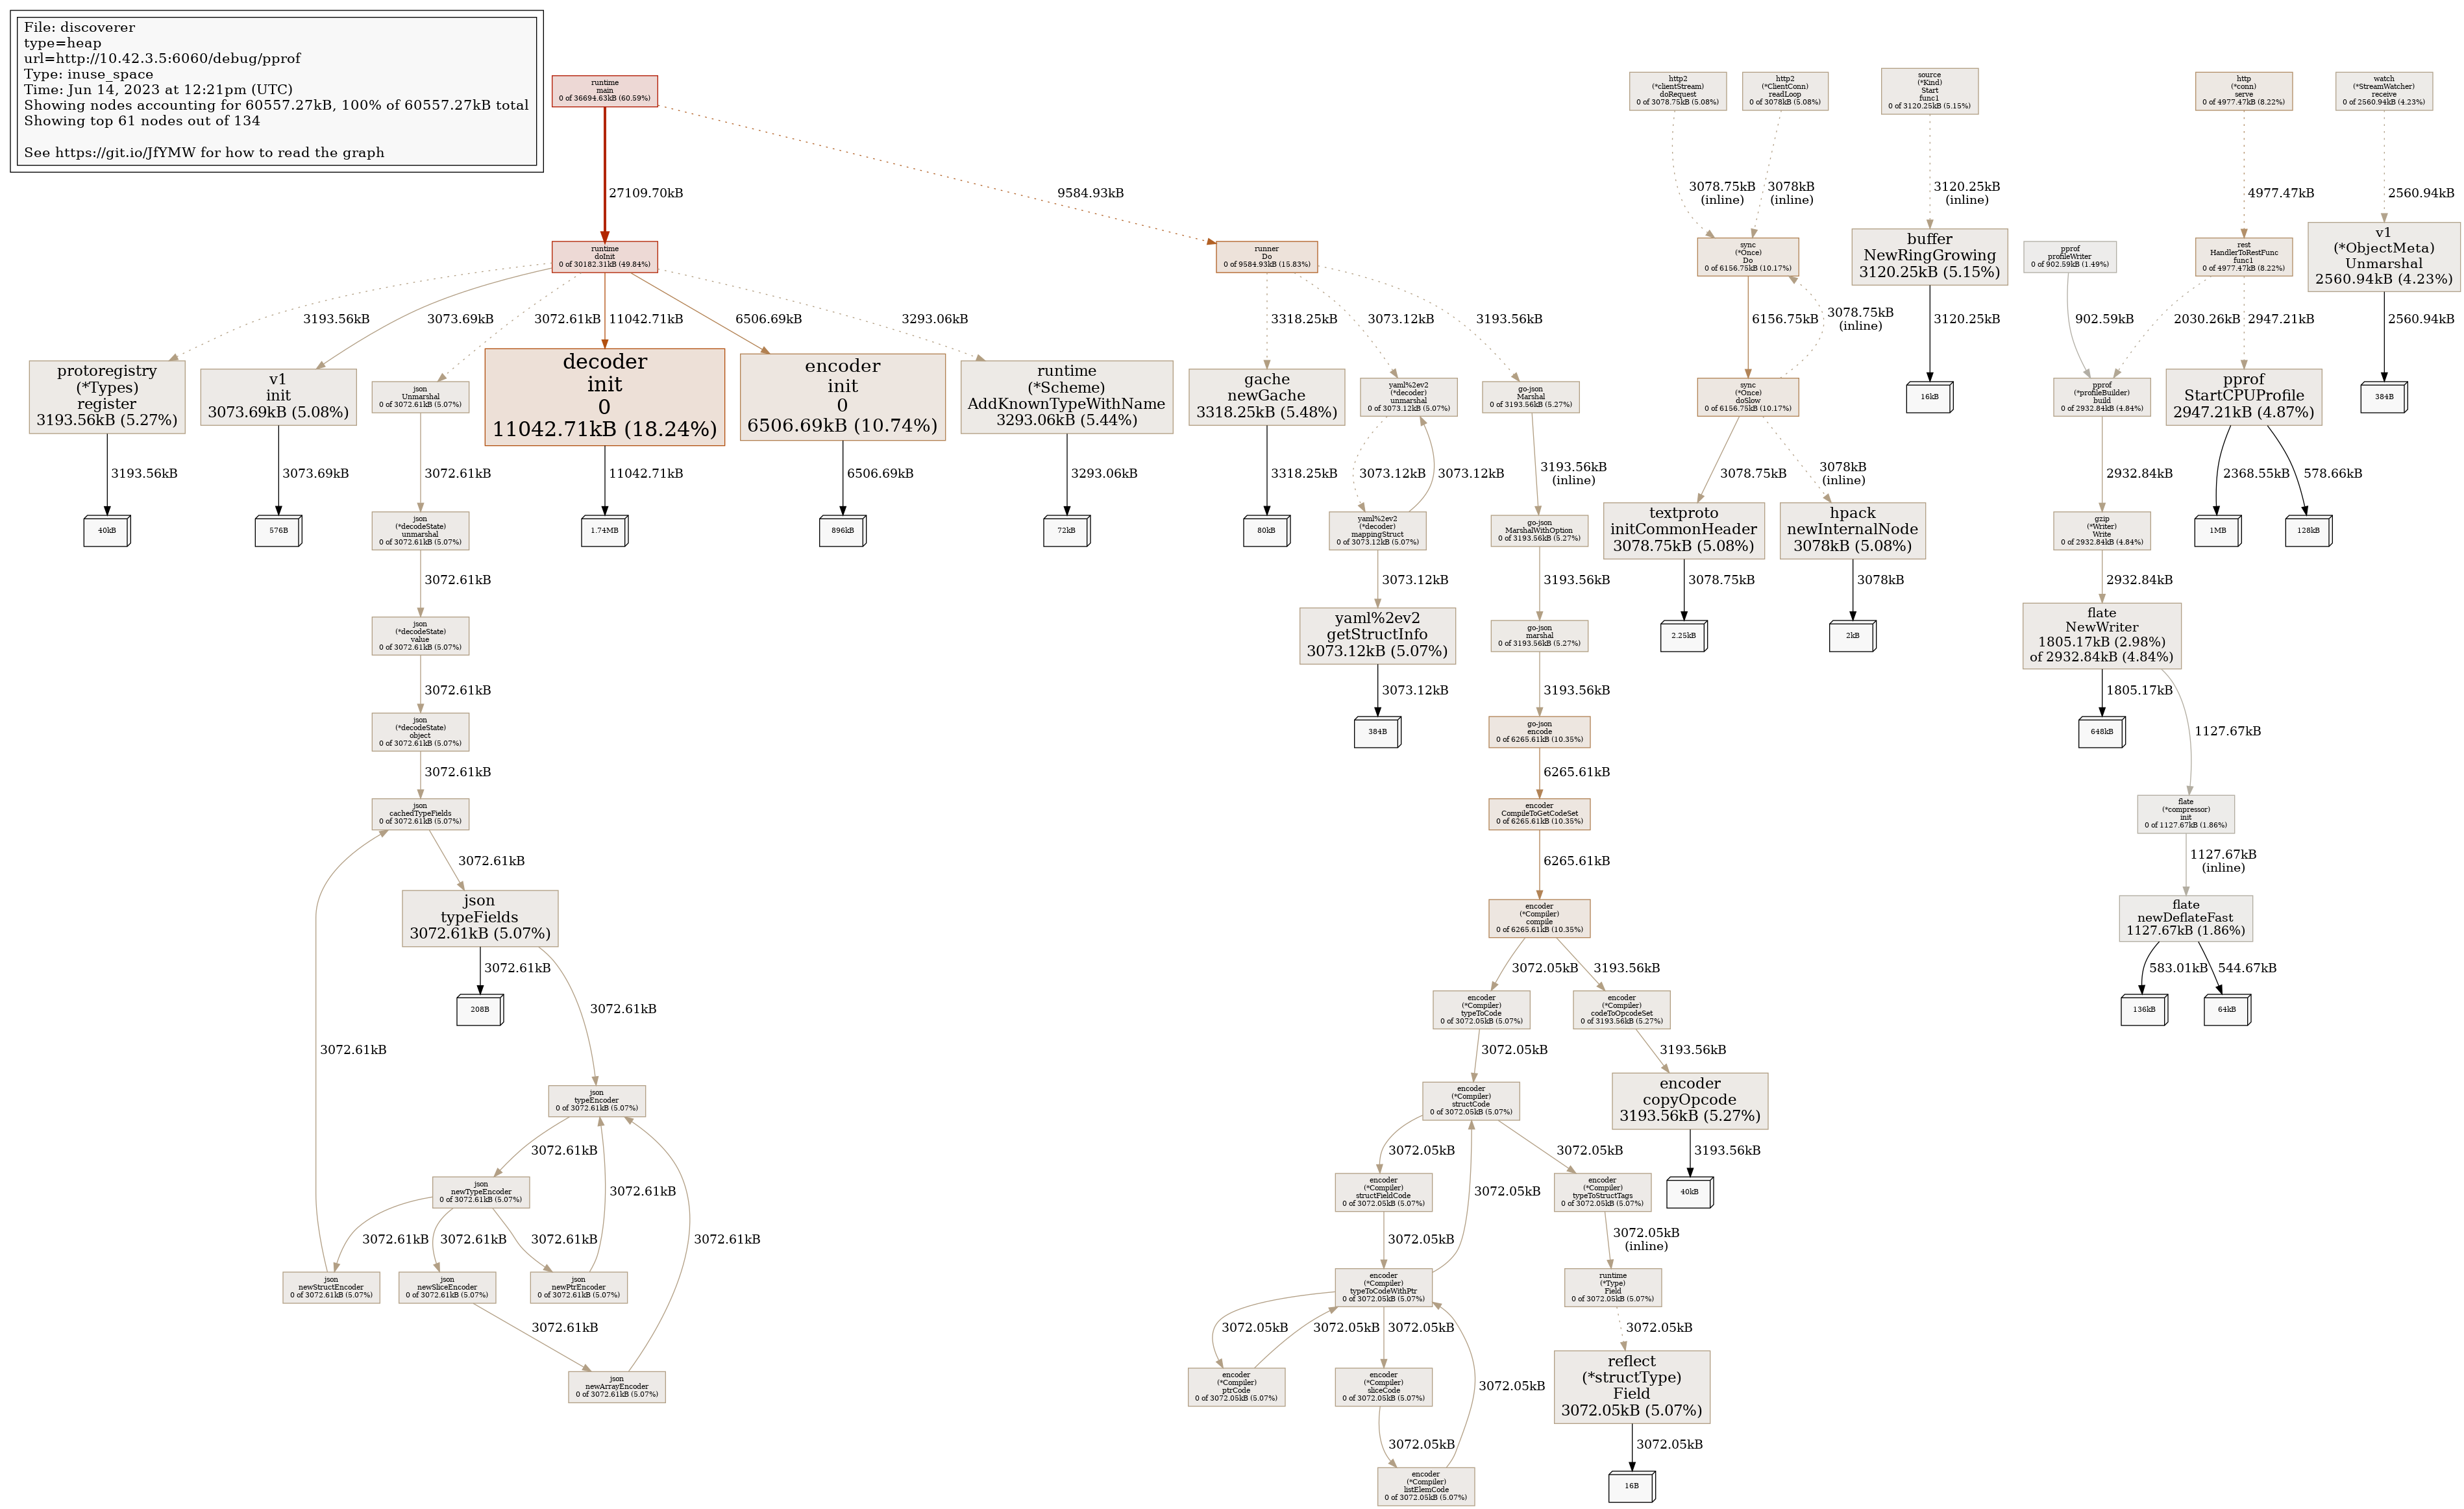 File: discoverer
type=heap
url=http://10.42.3.5:6060/debug/pprof
Type: inuse_space
Time: Jun 14, 2023 at 12:21pm (UTC)
Showing nodes accounting for 60557.27kB, 100% of 60557.27kB total
Showing top 61 nodes out of 134
See https://git.io/JfYMW for how to read the graph
runtime
main
0 of 36694.63kB (60.59%)
http2
(*clientStream)
doRequest
0 of 3078.75kB (5.08%)
http2
(*ClientConn)
readLoop
0 of 3078kB (5.08%)
source
(*Kind)
Start
func1
0 of 3120.25kB (5.15%)
http
(*conn)
serve
0 of 4977.47kB (8.22%)
watch
(*StreamWatcher)
receive
0 of 2560.94kB (4.23%)
27109.70kB
9584.93kB
3078.75kB
(inline)
3078kB
(inline)
3120.25kB
(inline)
4977.47kB
2560.94kB
runtime
doInit
0 of 30182.31kB (49.84%)
runner
Do
0 of 9584.93kB (15.83%)
sync
(*Once)
Do
0 of 6156.75kB (10.17%)
buffer
NewRingGrowing
3120.25kB (5.15%)
pprof
profileWriter
0 of 902.59kB (1.49%)
rest
HandlerToRestFunc
func1
0 of 4977.47kB (8.22%)
v1
(*ObjectMeta)
Unmarshal
2560.94kB (4.23%)
3193.56kB
3073.69kB
3072.61kB
11042.71kB
6506.69kB
3293.06kB
3318.25kB
3073.12kB
3193.56kB
6156.75kB
3078.75kB
(inline)
3120.25kB
902.59kB
2030.26kB
2947.21kB
2560.94kB
protoregistry
(*Types)
register
3193.56kB (5.27%)
v1
init
3073.69kB (5.08%)
json
Unmarshal
0 of 3072.61kB (5.07%)
decoder
init
0
11042.71kB (18.24%)
encoder
init
0
6506.69kB (10.74%)
runtime
(*Scheme)
AddKnownTypeWithName
3293.06kB (5.44%)
gache
newGache
3318.25kB (5.48%)
yaml%2ev2
(*decoder)
unmarshal
0 of 3073.12kB (5.07%)
go-json
Marshal
0 of 3193.56kB (5.27%)
sync
(*Once)
doSlow
0 of 6156.75kB (10.17%)
16kB
pprof
(*profileBuilder)
build
0 of 2932.84kB (4.84%)
pprof
StartCPUProfile
2947.21kB (4.87%)
384B
3193.56kB
3073.69kB
3072.61kB
11042.71kB
6506.69kB
3293.06kB
3318.25kB
3073.12kB
3073.12kB
3193.56kB
(inline)
3078.75kB
3078kB
(inline)
2932.84kB
2368.55kB
578.66kB
40kB
576B
json
(*decodeState)
unmarshal
0 of 3072.61kB (5.07%)
1.74MB
896kB
72kB
80kB
yaml%2ev2
(*decoder)
mappingStruct
0 of 3073.12kB (5.07%)
go-json
MarshalWithOption
0 of 3193.56kB (5.27%)
textproto
initCommonHeader
3078.75kB (5.08%)
hpack
newInternalNode
3078kB (5.08%)
gzip
(*Writer)
Write
0 of 2932.84kB (4.84%)
1MB
128kB
3072.61kB
3073.12kB
3193.56kB
3078.75kB
3078kB
2932.84kB
json
(*decodeState)
value
0 of 3072.61kB (5.07%)
yaml%2ev2
getStructInfo
3073.12kB (5.07%)
go-json
marshal
0 of 3193.56kB (5.27%)
2.25kB
2kB
flate
NewWriter
1805.17kB (2.98%)
of 2932.84kB (4.84%)
3072.61kB
3073.12kB
3193.56kB
1805.17kB
1127.67kB
json
(*decodeState)
object
0 of 3072.61kB (5.07%)
384B
go-json
encode
0 of 6265.61kB (10.35%)
648kB
3072.61kB
6265.61kB
json
cachedTypeFields
0 of 3072.61kB (5.07%)
encoder
CompileToGetCodeSet
0 of 6265.61kB (10.35%)
flate
(*compressor)
init
0 of 1127.67kB (1.86%)
3072.61kB
6265.61kB
1127.67kB
(inline)
json
typeFields
3072.61kB (5.07%)
encoder
(*Compiler)
compile
0 of 6265.61kB (10.35%)
flate
newDeflateFast
1127.67kB (1.86%)
3072.61kB
3072.61kB
3072.05kB
3193.56kB
583.01kB
544.67kB
208B
encoder
(*Compiler)
typeToCode
0 of 3072.05kB (5.07%)
encoder
(*Compiler)
codeToOpcodeSet
0 of 3193.56kB (5.27%)
136kB
64kB
3072.61kB
3072.05kB
3193.56kB
json
typeEncoder
0 of 3072.61kB (5.07%)
encoder
(*Compiler)
structCode
0 of 3072.05kB (5.07%)
encoder
copyOpcode
3193.56kB (5.27%)
3072.61kB
3072.61kB
3072.05kB
3072.05kB
3072.05kB
3193.56kB
json
newTypeEncoder
0 of 3072.61kB (5.07%)
encoder
(*Compiler)
structFieldCode
0 of 3072.05kB (5.07%)
encoder
(*Compiler)
typeToStructTags
0 of 3072.05kB (5.07%)
40kB
3072.61kB
3072.61kB
3072.61kB
3072.61kB
3072.05kB
3072.05kB
(inline)
json
newStructEncoder
0 of 3072.61kB (5.07%)
json
newSliceEncoder
0 of 3072.61kB (5.07%)
json
newPtrEncoder
0 of 3072.61kB (5.07%)
encoder
(*Compiler)
typeToCodeWithPtr
0 of 3072.05kB (5.07%)
runtime
(*Type)
Field
0 of 3072.05kB (5.07%)
3072.61kB
3072.05kB
3072.05kB
3072.05kB
3072.05kB
3072.05kB
json
newArrayEncoder
0 of 3072.61kB (5.07%)
encoder
(*Compiler)
ptrCode
0 of 3072.05kB (5.07%)
encoder
(*Compiler)
sliceCode
0 of 3072.05kB (5.07%)
reflect
(*structType)
Field
3072.05kB (5.07%)
3072.05kB
3072.05kB
encoder
(*Compiler)
listElemCode
0 of 3072.05kB (5.07%)
16B